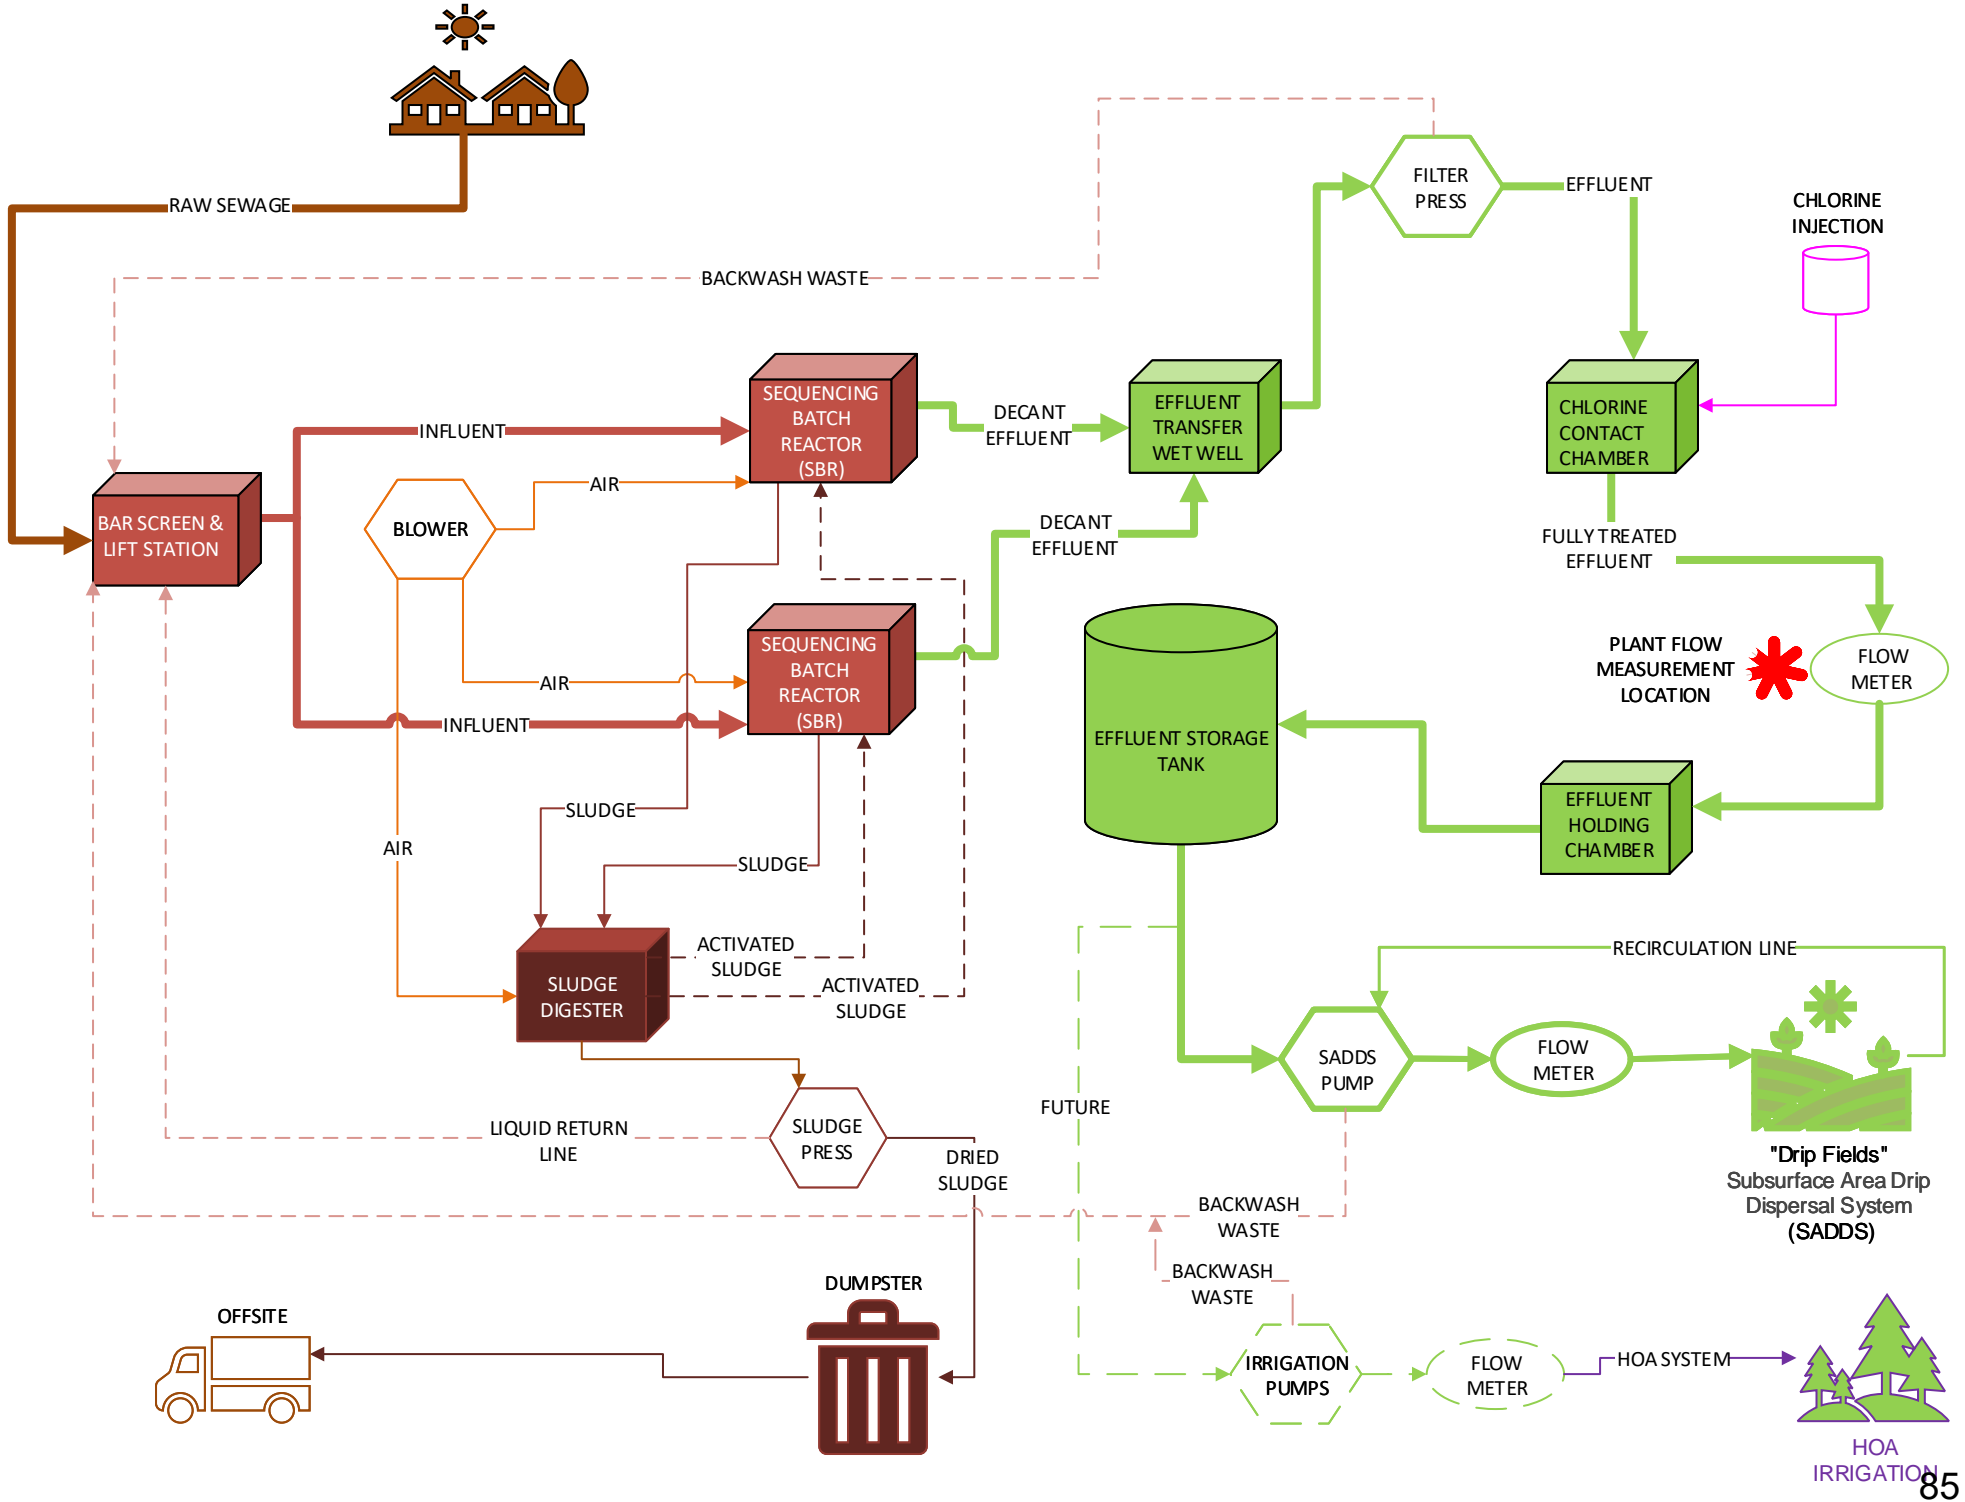 RAW SEWAGE
FILTER
PRESS
EFFLUENT
CHLORINE
INJECTION
BACKWASH WASTE
SEQUENCING
BATCH
REACTOR
(SBR)
DECANT
EFFLUENT
EFFLUENT
TRANSFER
WET WELL
CHLORINE
CONTACT
CHAMBER
INFLUENT
AIR
BLOWER
BAR SCREEN &
LIFT STATION
DECANT
EFFLUENT
FULLY TREATED
EFFLUENT
SEQUENCING
BATCH
REACTOR
(SBR)
AIR
INFLUENT
PLANT FLOW
MEASUREMENT
LOCATION
FLOW
METER
EFFLUENT STORAGE
TANK
EFFLUENT
HOLDING
CHAMBER
SLUDGE
AIR
SLUDGE
ACTIVATED
SLUDGE
ACTIVATED
SLUDGE
SLUDGE
DIGESTER
RECIRCULATION LINE
SADDS
PUMP
FLOW
METER
FUTURE
LIQUID RETURN
LINE
SLUDGE
PRESS
DRIED
SLUDGE
"Drip Fields"
Subsurface Area Drip
Dispersal System
(SADDS)
BACKWASH
WASTE
BACKWASH
WASTE
DUMPSTER
OFFSITE
IRRIGATION
PUMPS
FLOW
METER
HOA SYSTEM
HOA
IRRIGATION
85